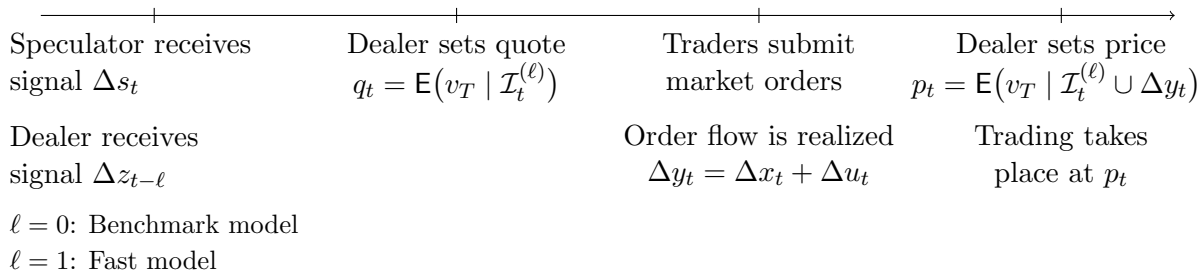 Speculator receives signal Δs_t
Dealer sets quote q_t = E(v_T | I_t^(ℓ))
Traders submit market orders
Dealer sets price p_t = E(v_T | I_t^(ℓ) ∪ Δy_t)
Dealer receives signal Δz_{t−ℓ}
Order flow is realized Δy_t = Δx_t + Δu_t
Trading takes place at p_t
ℓ = 0: Benchmark model
ℓ = 1: Fast model